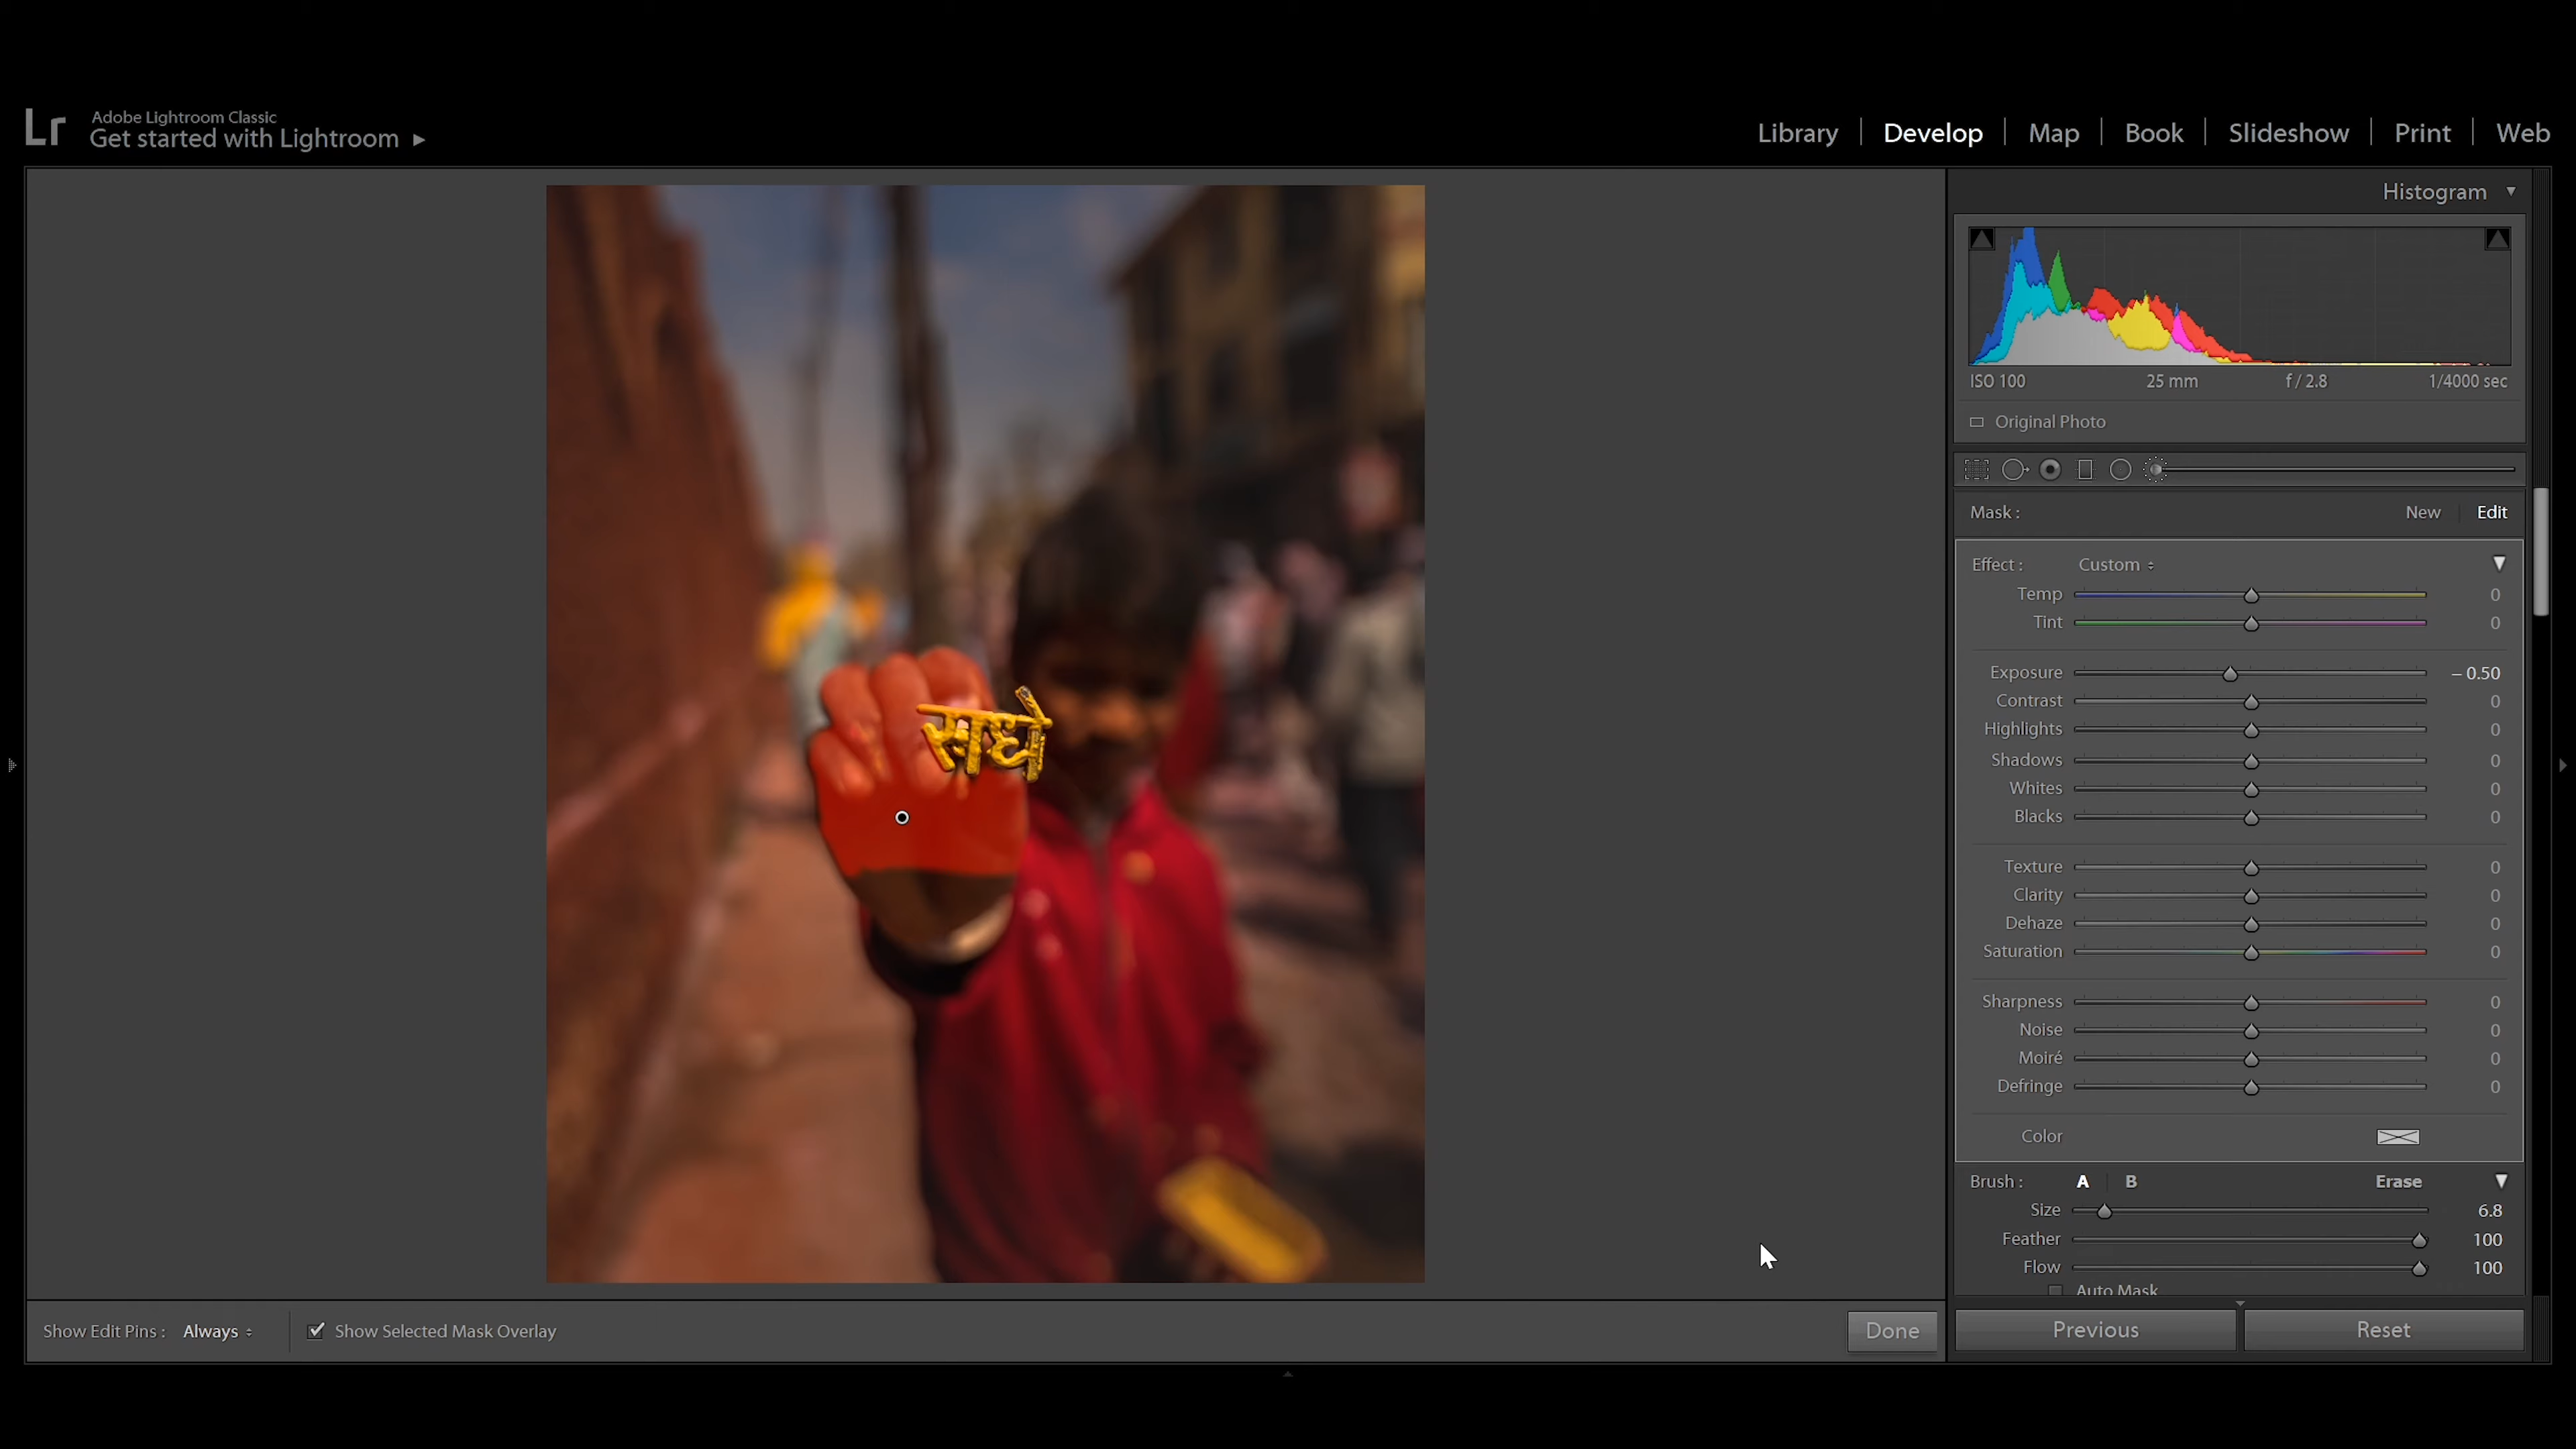 Lr
Adobe Lightroom Classic
Get started with Lightroom ▶
Library | Develop | Map | Book | Slideshow | Print | Web
Histogram ▼
ISO 100 25 mm f / 2.8 1/4000 sec
Original Photo
Mask : New Edit
Effect : Custom
Temp 0
Tint 0
Exposure – 0.50
Contrast 0
Highlights 0
Shadows 0
Whites 0
Blacks 0
Texture 0
Clarity 0
Dehaze 0
Saturation 0
Sharpness 0
Noise 0
Moiré 0
Defringe 0
Color
Brush : A B Erase
Size 6.8
Feather 100
Flow 100
Auto Mask
Show Edit Pins : Always
Show Selected Mask Overlay
Done
Previous
Reset